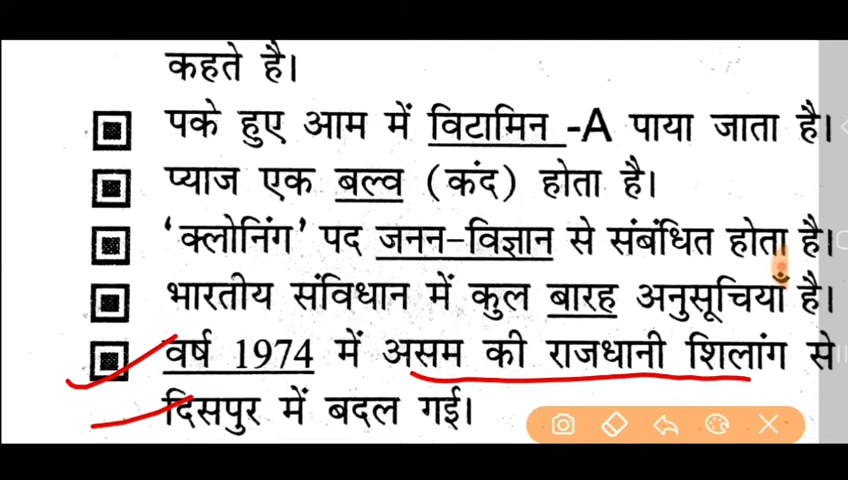 कहते है।
पके हुए आम में विटामिन -A पाया जाता है।
प्याज एक बल्व (कंद) होता है।
'क्लोनिंग' पद जनन-विज्ञान से संबंधित होता है।
भारतीय संविधान में कुल बारह अनुसूचियाँ है।
वर्ष 1974 में असम की राजधानी शिलांग से
दिसपुर में बदल गई।